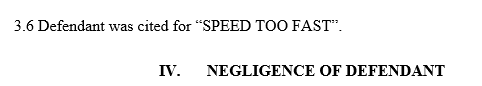 3.6 Defendant was cited for “SPEED TOO FAST”.
IV. NEGLIGENCE OF DEFENDANT